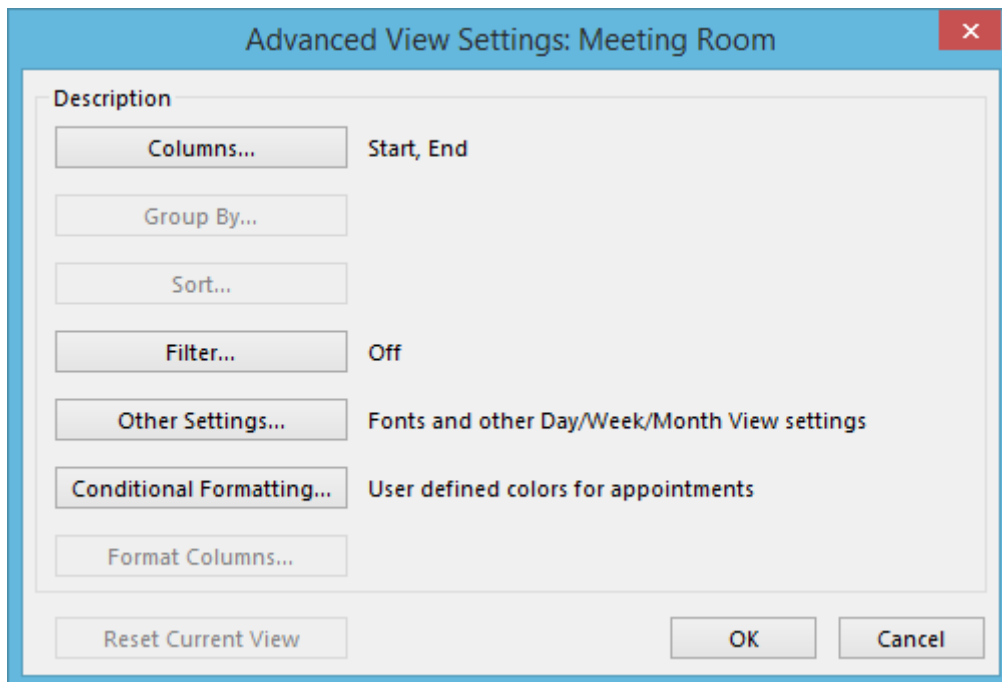 Advanced View Settings: Meeting Room
Description
Columns... Start, End
Group By...
Sort...
Filter... Off
Other Settings... Fonts and other Day/Week/Month View settings
Conditional Formatting... User defined colors for appointments
Format Columns...
Reset Current View OK Cancel